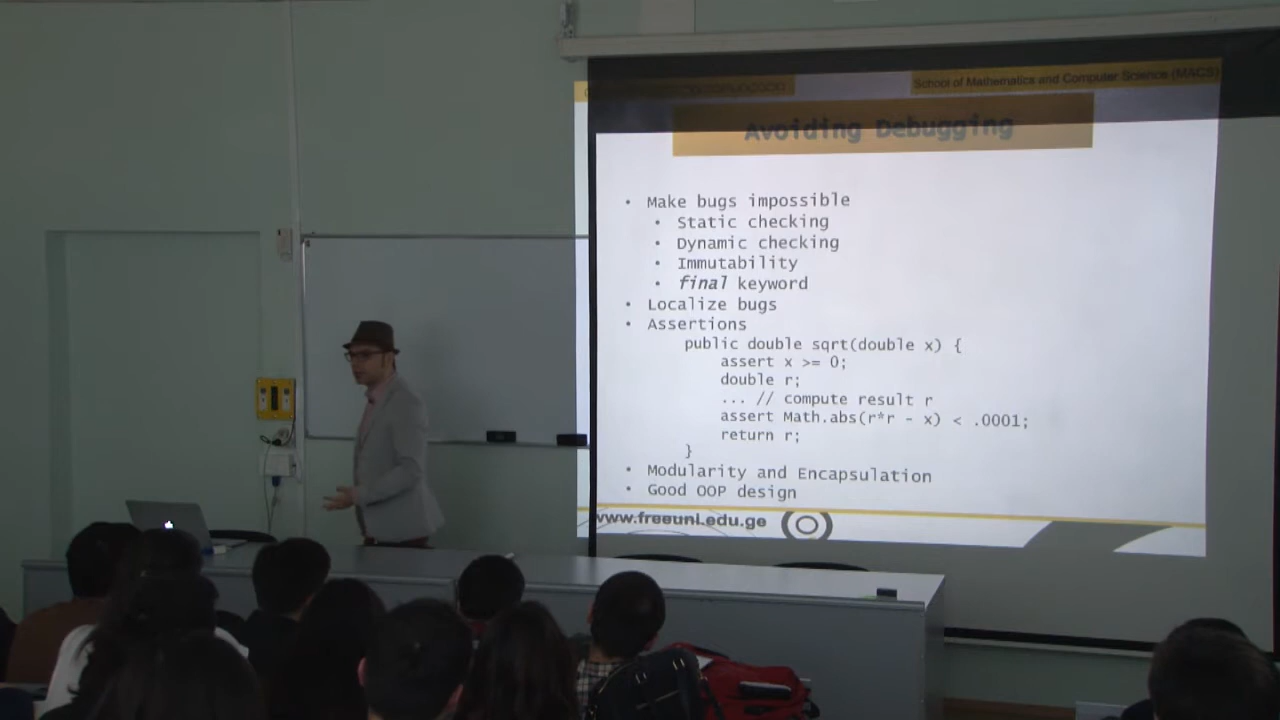 School of Mathematics and Computer Science (MACS)
Avoiding Debugging
• Make bugs impossible
• Static checking
• Dynamic checking
• Immutability
• final keyword
• Localize bugs
• Assertions
public double sqrt(double x) {
assert x >= 0;
double r;
... // compute result r
assert Math.abs(r*r - x) < .0001;
return r;
}
• Modularity and Encapsulation
• Good OOP design
www.freeuni.edu.ge